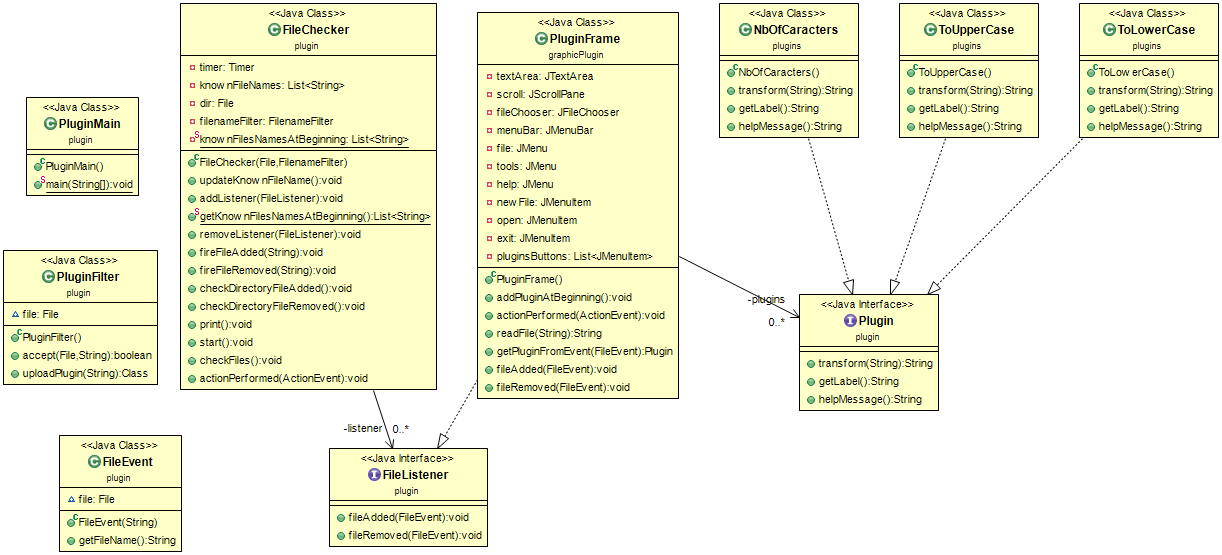 <<Java Class>>
PluginMain
plugin
PluginMain()
main(String[]):void
<<Java Class>>
PluginFilter
plugin
file: File
PluginFilter()
accept(File,String):boolean
uploadPlugin(String):Class
<<Java Class>>
FileEvent
plugin
file: File
FileEvent(String)
getFileName():String
<<Java Class>>
FileChecker
plugin
timer: Timer
knownFileNames: List<String>
dir: File
filenameFilter: FilenameFilter
knownFilesNamesAtBeginning: List<String>
FileChecker(File,FilenameFilter)
updateKnownFileName():void
addListener(FileListener):void
getKnownFilesNamesAtBeginning():List<String>
removeListener(FileListener):void
fireFileAdded(String):void
fireFileRemoved(String):void
checkDirectoryFileAdded():void
checkDirectoryFileRemoved():void
print():void
start():void
checkFiles():void
actionPerformed(ActionEvent):void
-listener 0..*
<<Java Interface>>
FileListener
plugin
fileAdded(FileEvent):void
fileRemoved(FileEvent):void
<<Java Class>>
PluginFrame
graphicPlugin
textArea: JTextArea
scroll: JScrollPane
fileChooser: JFileChooser
menuBar: JMenuBar
file: JMenu
tools: JMenu
help: JMenu
newFile: JMenuItem
open: JMenuItem
exit: JMenuItem
pluginsButtons: List<JMenuItem>
PluginFrame()
addPluginAtBeginning():void
actionPerformed(ActionEvent):void
readFile(String):String
getPluginFromEvent(FileEvent):Plugin
fileAdded(FileEvent):void
fileRemoved(FileEvent):void
-plugins
0..*
<<Java Class>>
NbOfCaracters
plugins
NbOfCaracters()
transform(String):String
getLabel():String
helpMessage():String
<<Java Class>>
ToUpperCase
plugins
ToUpperCase()
transform(String):String
getLabel():String
helpMessage():String
<<Java Class>>
ToLowerCase
plugins
ToLowerCase()
transform(String):String
getLabel():String
helpMessage():String
<<Java Interface>>
Plugin
plugin
transform(String):String
getLabel():String
helpMessage():String